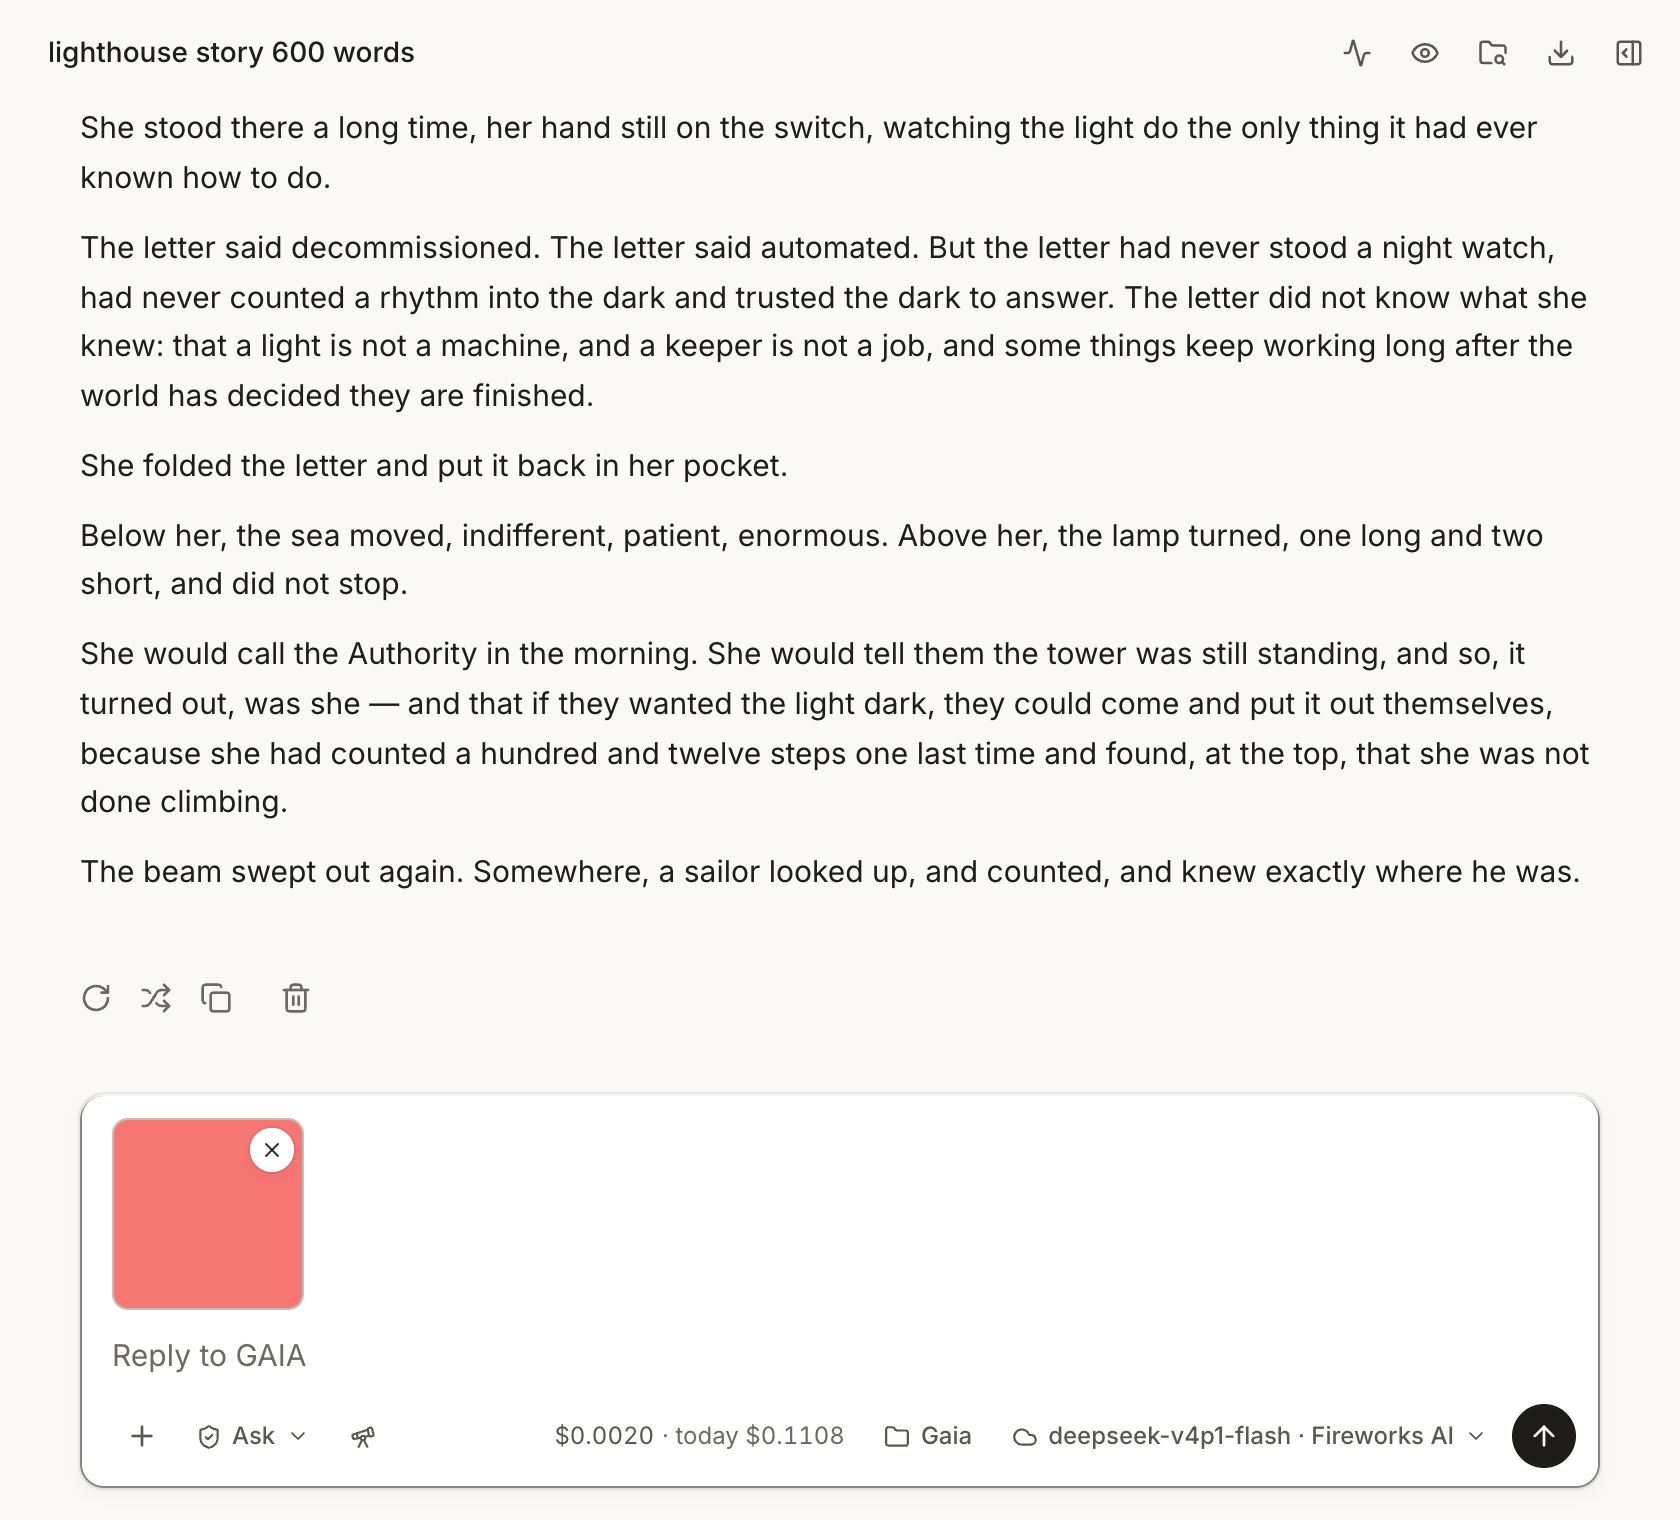 lighthouse story 600 words
She stood there a long time, her hand still on the switch, watching the light do the only thing it had ever
known how to do.
The letter said decommissioned. The letter said automated. But the letter had never stood a night watch,
had never counted a rhythm into the dark and trusted the dark to answer. The letter did not know what she
knew: that a light is not a machine, and a keeper is not a job, and some things keep working long after the
world has decided they are finished.
She folded the letter and put it back in her pocket.
Below her, the sea moved, indifferent, patient, enormous. Above her, the lamp turned, one long and two
short, and did not stop.
She would call the Authority in the morning. She would tell them the tower was still standing, and so, it
turned out, was she — and that if they wanted the light dark, they could come and put it out themselves,
because she had counted a hundred and twelve steps one last time and found, at the top, that she was not
done climbing.
The beam swept out again. Somewhere, a sailor looked up, and counted, and knew exactly where he was.
Reply to GAIA
Ask
$0.0020 · today $0.1108
Gaia
deepseek-v4p1-flash · Fireworks AI